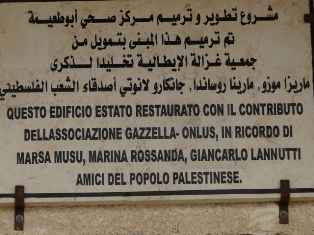 مشروع تطوير و ترميم مركز صحي أبوطعيمة
تم ترميم هذا المبنى بتمويل من
جمعية غزالة الإيطالية تخليدا لذكرى
ماريزا موزو، مارينا روساندا، جانكارو لانوتي أصدقاء الشعب الفلسطيني
QUESTO EDIFICIO ESTATO RESTAURATO CON IL CONTRIBUTO
DELLASSOCIAZIONE GAZZELLA- ONLUS, IN RICORDO DI
MARSA MUSU, MARINA ROSSANDA, GIANCARLO LANNUTTI
AMICI DEL POPOLO PALESTINESE.